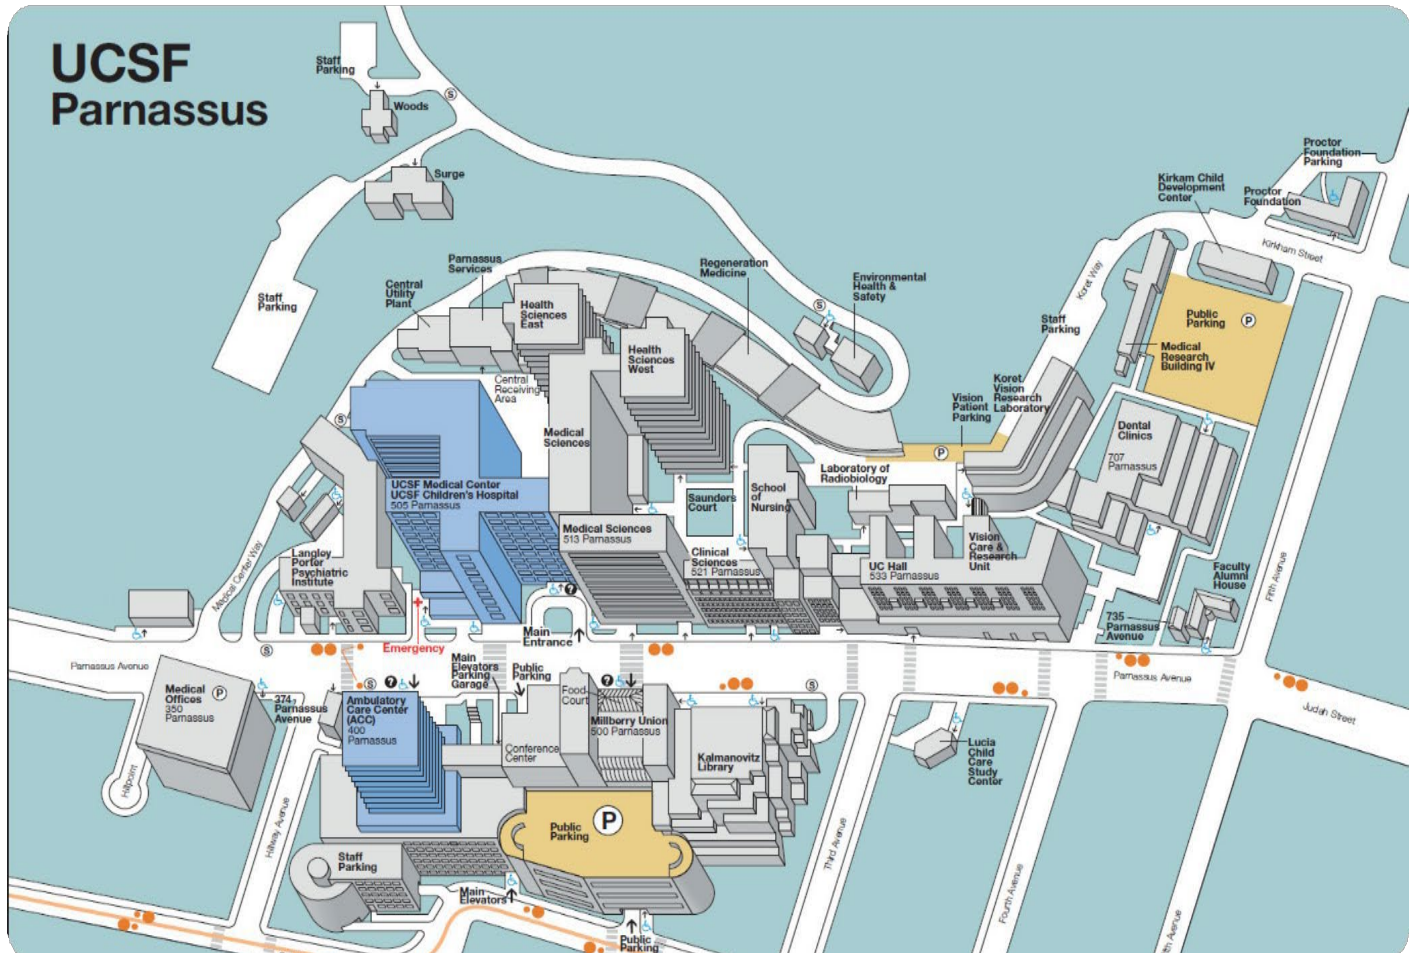 UCSF
Parnassus
Staff
Parking
Woods
Surge
Staff
Parking
Proctor
Foundation
Parking
Kirkam Child
Development
Center
Proctor
Foundation
Kirkham Street
Koret Way
Staff
Parking
Public
Parking
P
Medical
Research
Building IV
Parnassus
Services
Central
Utility
Plant
Regeneration
Medicine
Environmental
Health &
Safety
Health
Sciences
East
Health
Sciences
West
Central
Receiving
Area
Koret
Vision
Research
Laboratory
Vision
Patient
Parking
P
Dental
Clinics
707
Parnassus
Medical
Sciences
Laboratory of
Radiobiology
UCSF Medical Center
UCSF Children's Hospital
505 Parnassus
Saunders
Court
School
of
Nursing
Medical Sciences
513 Parnassus
Clinical
Sciences
521 Parnassus
UC Hall
533 Parnassus
Vision
Care &
Research
Unit
Langley
Porter
Psychiatric
Institute
Medical Center Way
Faculty
Alumni
House
735
Parnassus
Avenue
Fifth Avenue
Emergency
Main
Entrance
Parnassus Avenue
Parnassus Avenue
Judah Street
Medical
Offices
350
Parnassus
P
374
Parnassus
Avenue
Ambulatory
Care Center
(ACC)
400
Parnassus
Main
Elevators
Parking
Garage
Public
Parking
Food
Court
Conference
Center
Millberry Union
500 Parnassus
Kalmanovitz
Library
Lucia
Child
Care
Study
Center
Hillpoint
Hillway Avenue
Public
Parking
P
Staff
Parking
Main
Elevators
Public
Parking
Third Avenue
Fourth Avenue
S
S
S
S
S
S
?
?
?